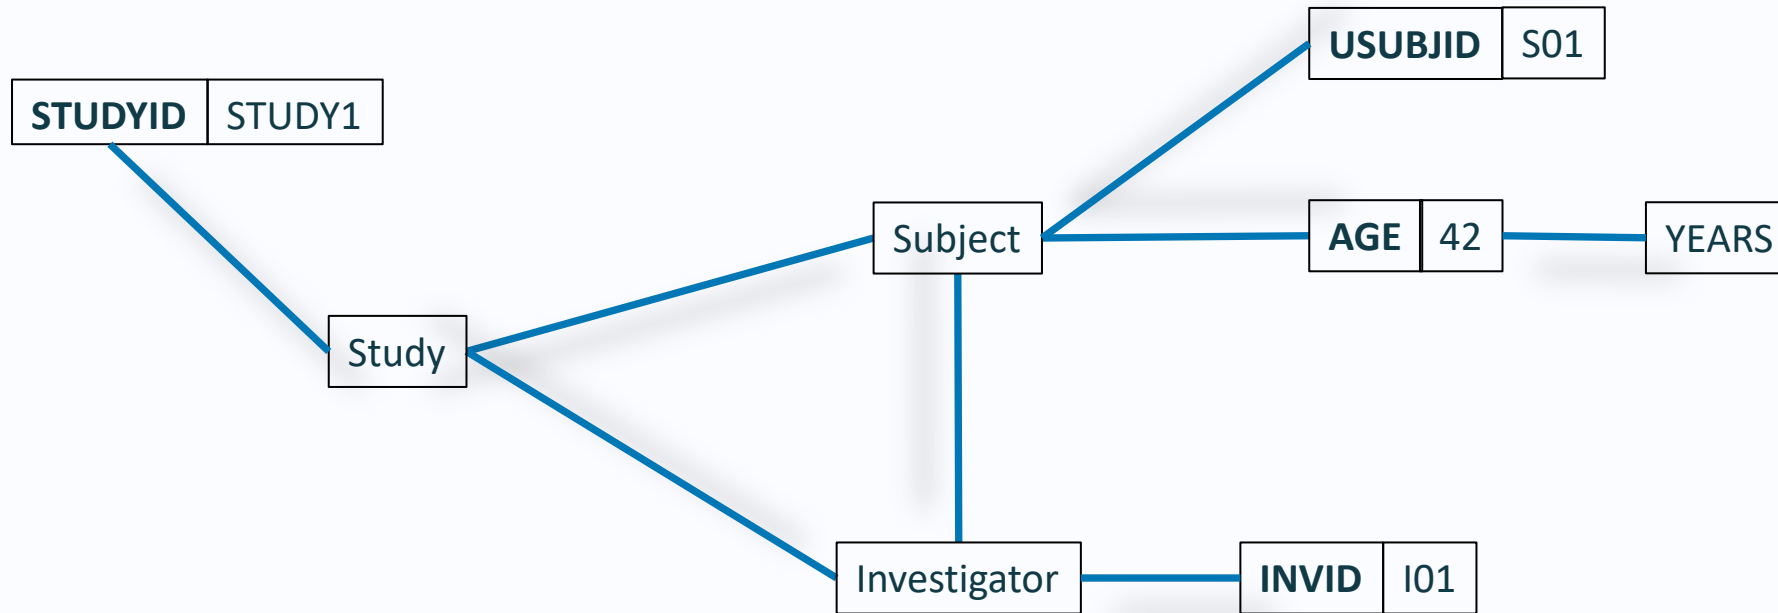 USUBJID S01
STUDYID STUDY1
Subject
AGE 42
YEARS
Study
Investigator
INVID I01